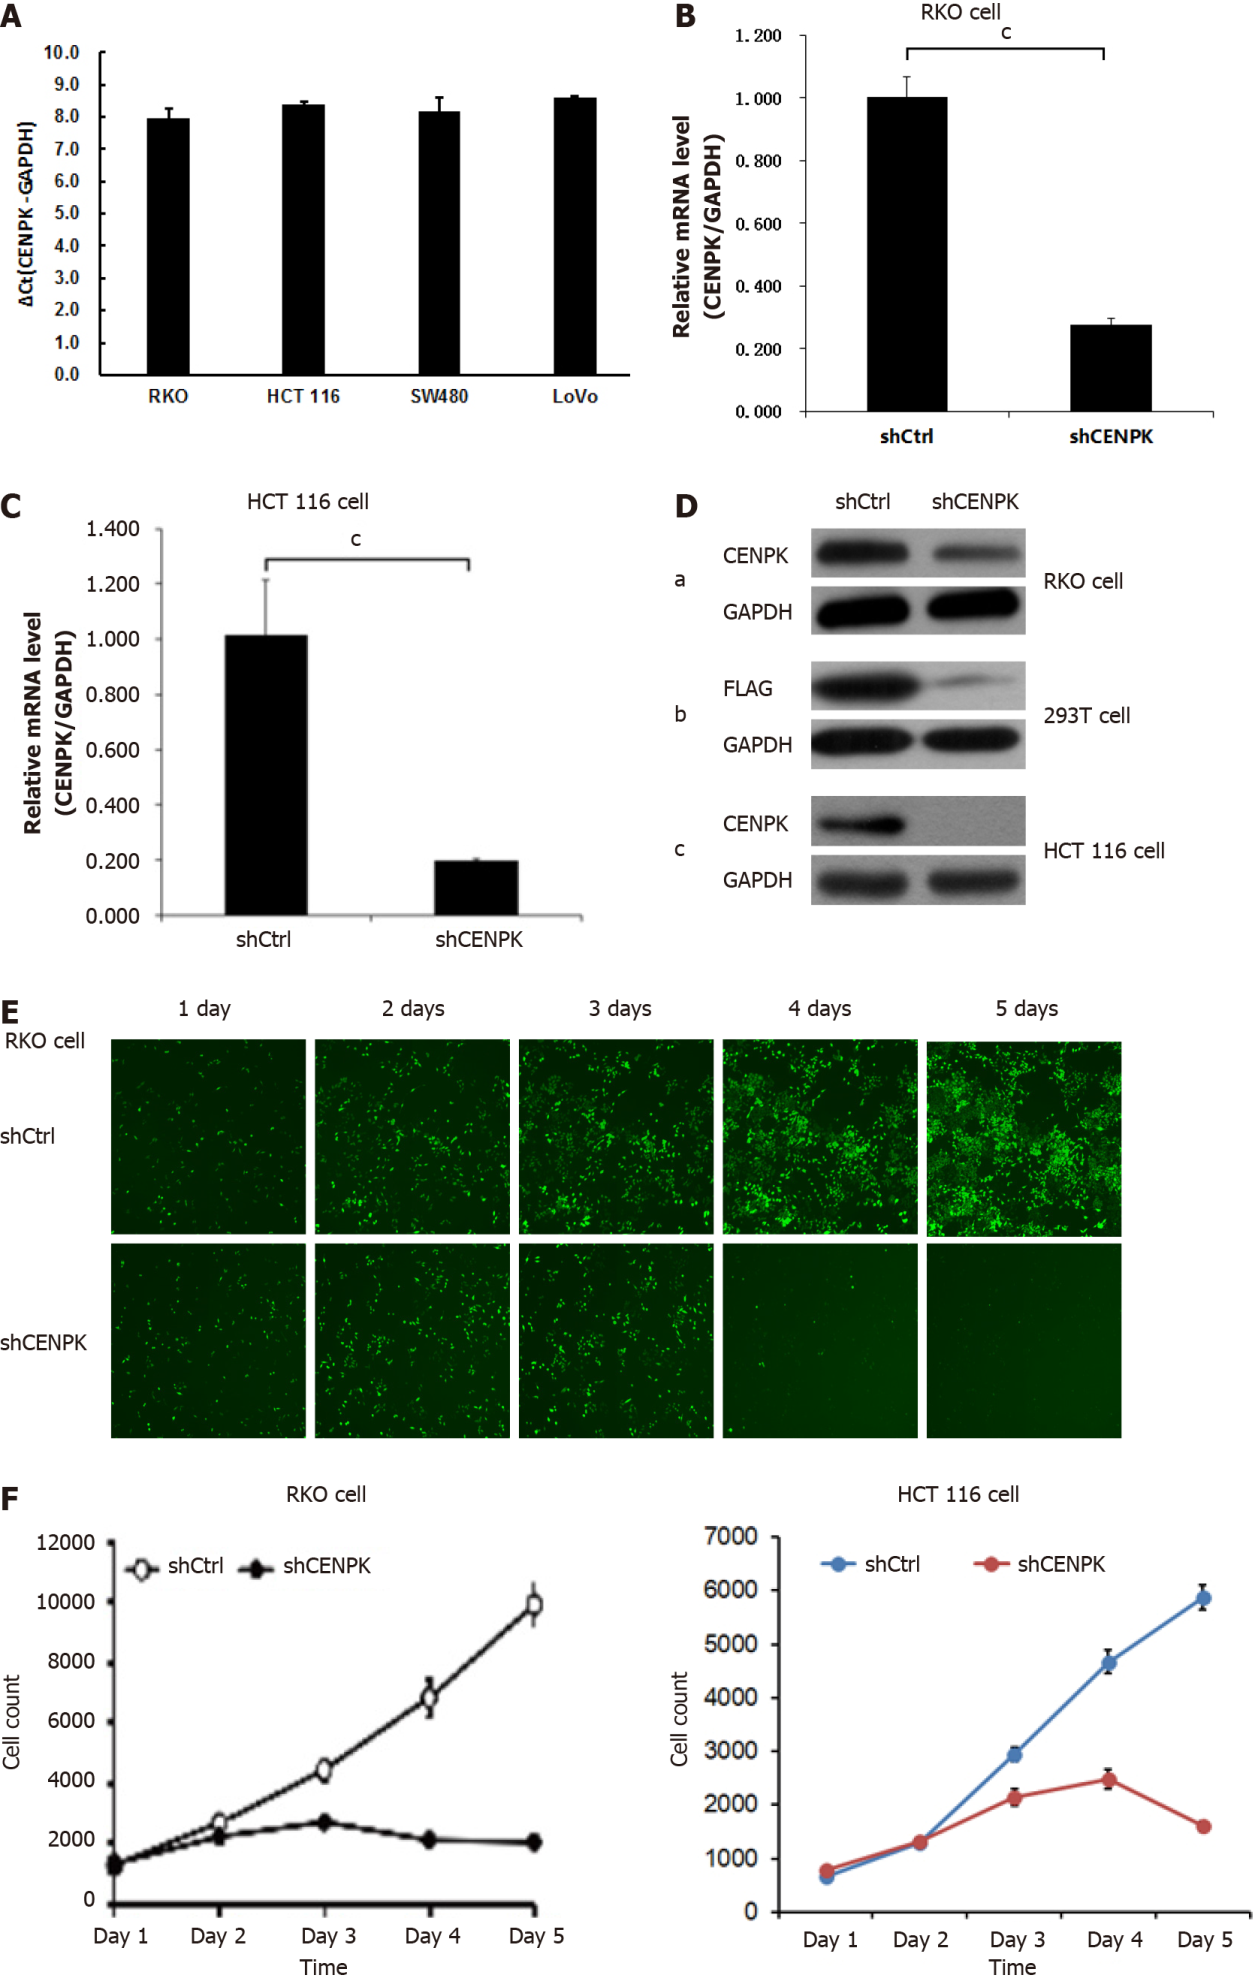 A
10.0
9.0
8.0
7.0
6.0
5.0
4.0
3.0
2.0
1.0
0.0
ΔCt(CENPK -GAPDH)
RKO HCT 116 SW480 LoVo
B
RKO cell
c
1.200
1.000
0.800
0.600
0.400
0.200
0.000
Relative mRNA level
(CENPK/GAPDH)
shCtrl shCENPK
C
HCT 116 cell
c
1.400
1.200
1.000
0.800
0.600
0.400
0.200
0.000
Relative mRNA level
(CENPK/GAPDH)
shCtrl shCENPK
D
shCtrl shCENPK
a
CENPK
GAPDH
RKO cell
b
FLAG
GAPDH
293T cell
c
CENPK
GAPDH
HCT 116 cell
E
1 day 2 days 3 days 4 days 5 days
RKO cell
shCtrl
shCENPK
F
RKO cell
12000
10000
8000
6000
4000
2000
0
Cell count
shCtrl shCENPK
Day 1 Day 2 Day 3 Day 4 Day 5
Time
HCT 116 cell
7000
6000
5000
4000
3000
2000
1000
0
Cell count
shCtrl shCENPK
Day 1 Day 2 Day 3 Day 4 Day 5
Time